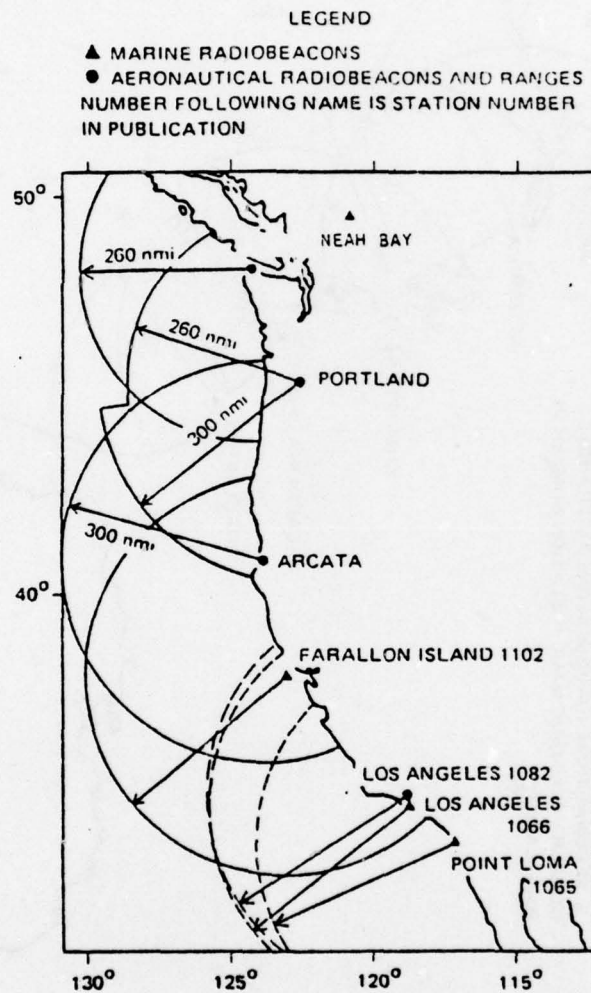 LEGEND
▲ MARINE RADIOBEACONS
● AERONAUTICAL RADIOBEACONS AND RANGES
NUMBER FOLLOWING NAME IS STATION NUMBER
IN PUBLICATION
50°
NEAH BAY
260 nmi
260 nmi
PORTLAND
300 nmi
300 nmi
ARCATA
40°
FARALLON ISLAND 1102
LOS ANGELES 1082
LOS ANGELES
1066
POINT LOMA
1065
130° 125° 120° 115°